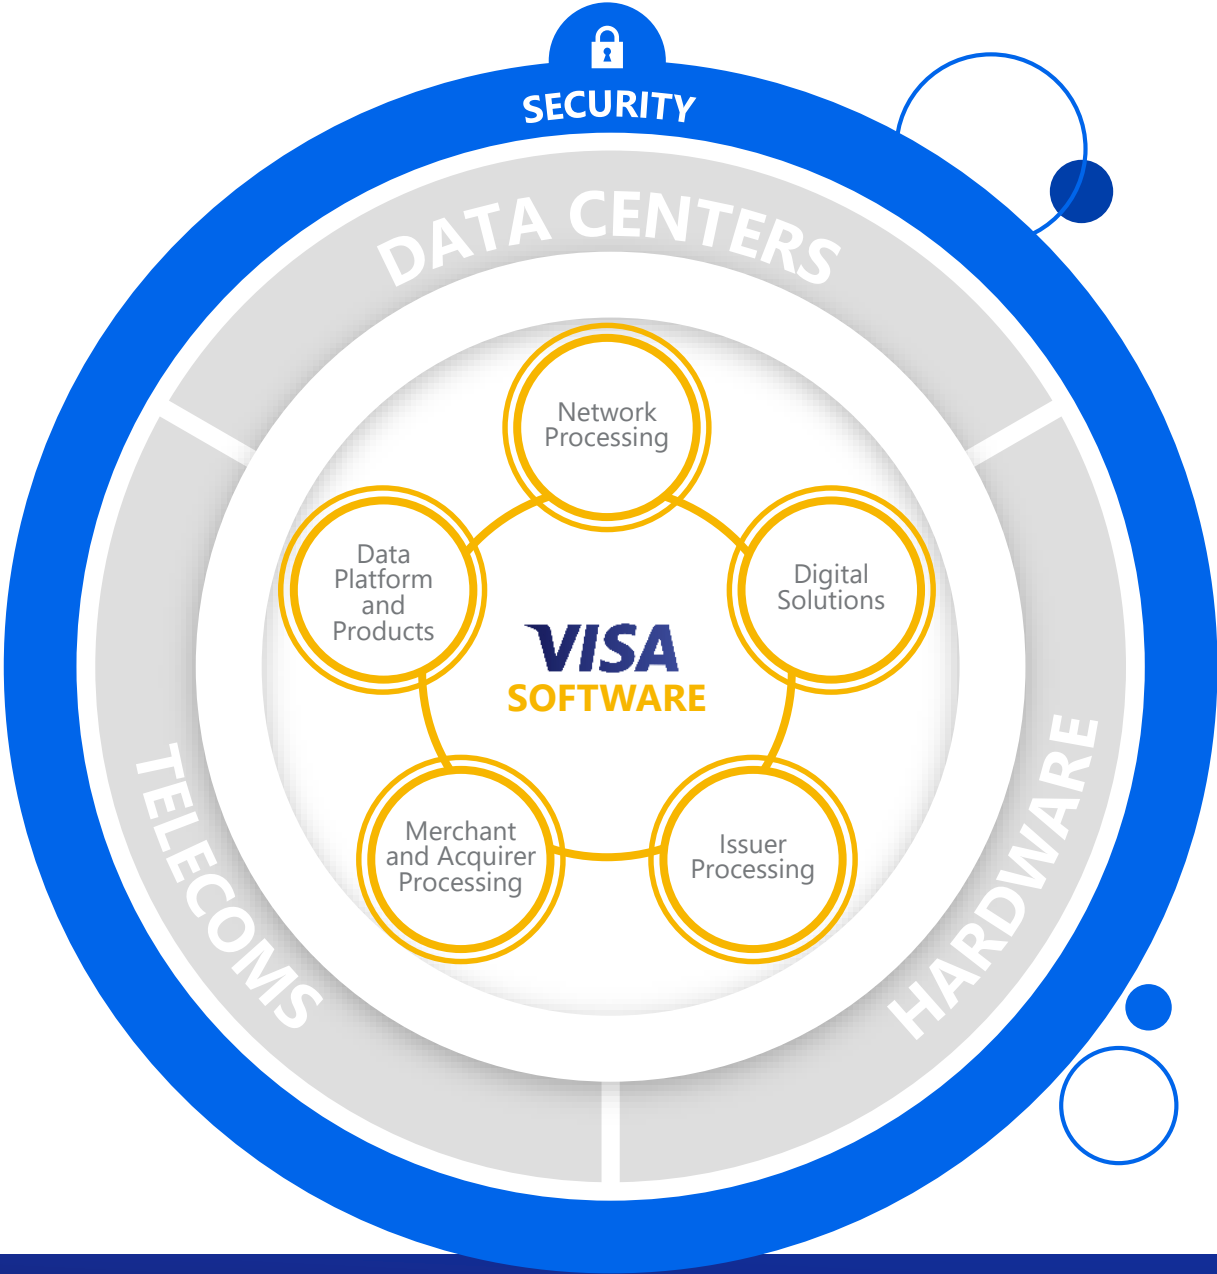 SECURITY
DATA CENTERS
Network
Processing
Data
Platform
and
Products
Digital
Solutions
VISA
SOFTWARE
TELECOMS
HARDWARE
Merchant
and Acquirer
Processing
Issuer
Processing